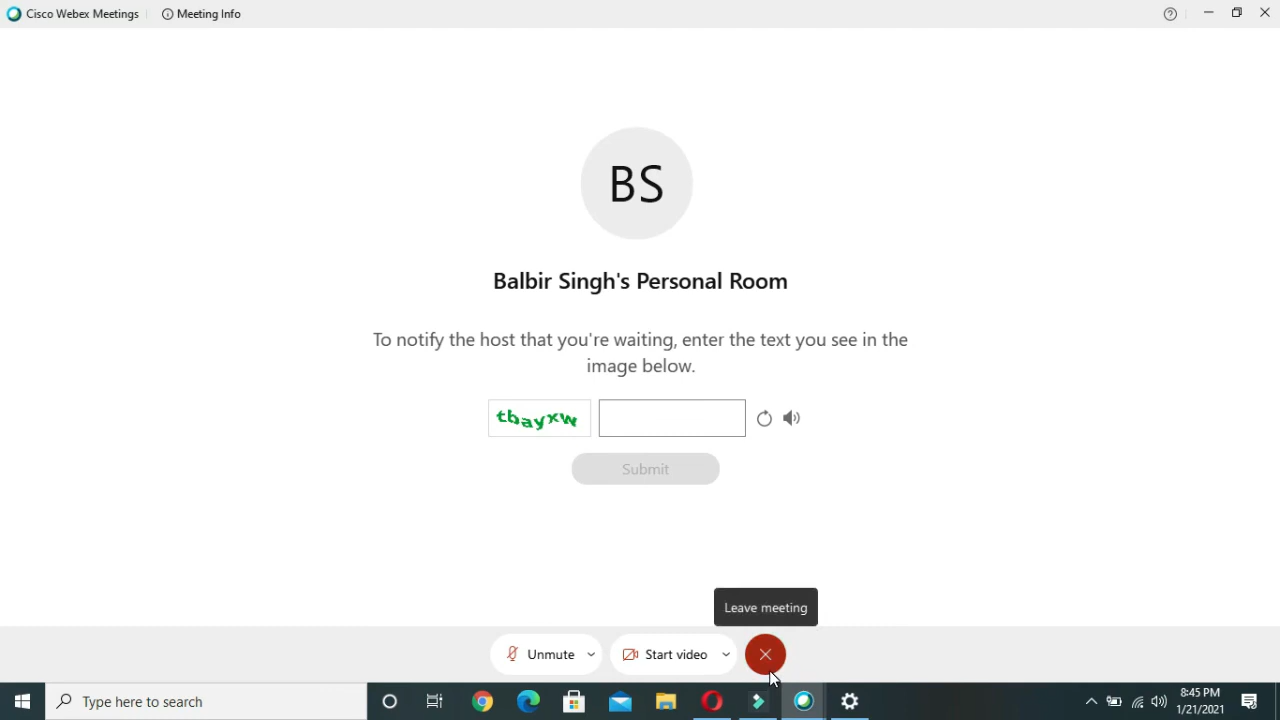 Cisco Webex Meetings
Meeting Info
BS
Balbir Singh's Personal Room
To notify the host that you're waiting, enter the text you see in the
image below.
tbayxw
Submit
Leave meeting
Unmute
Start video
Type here to search
8:45 PM
1/21/2021